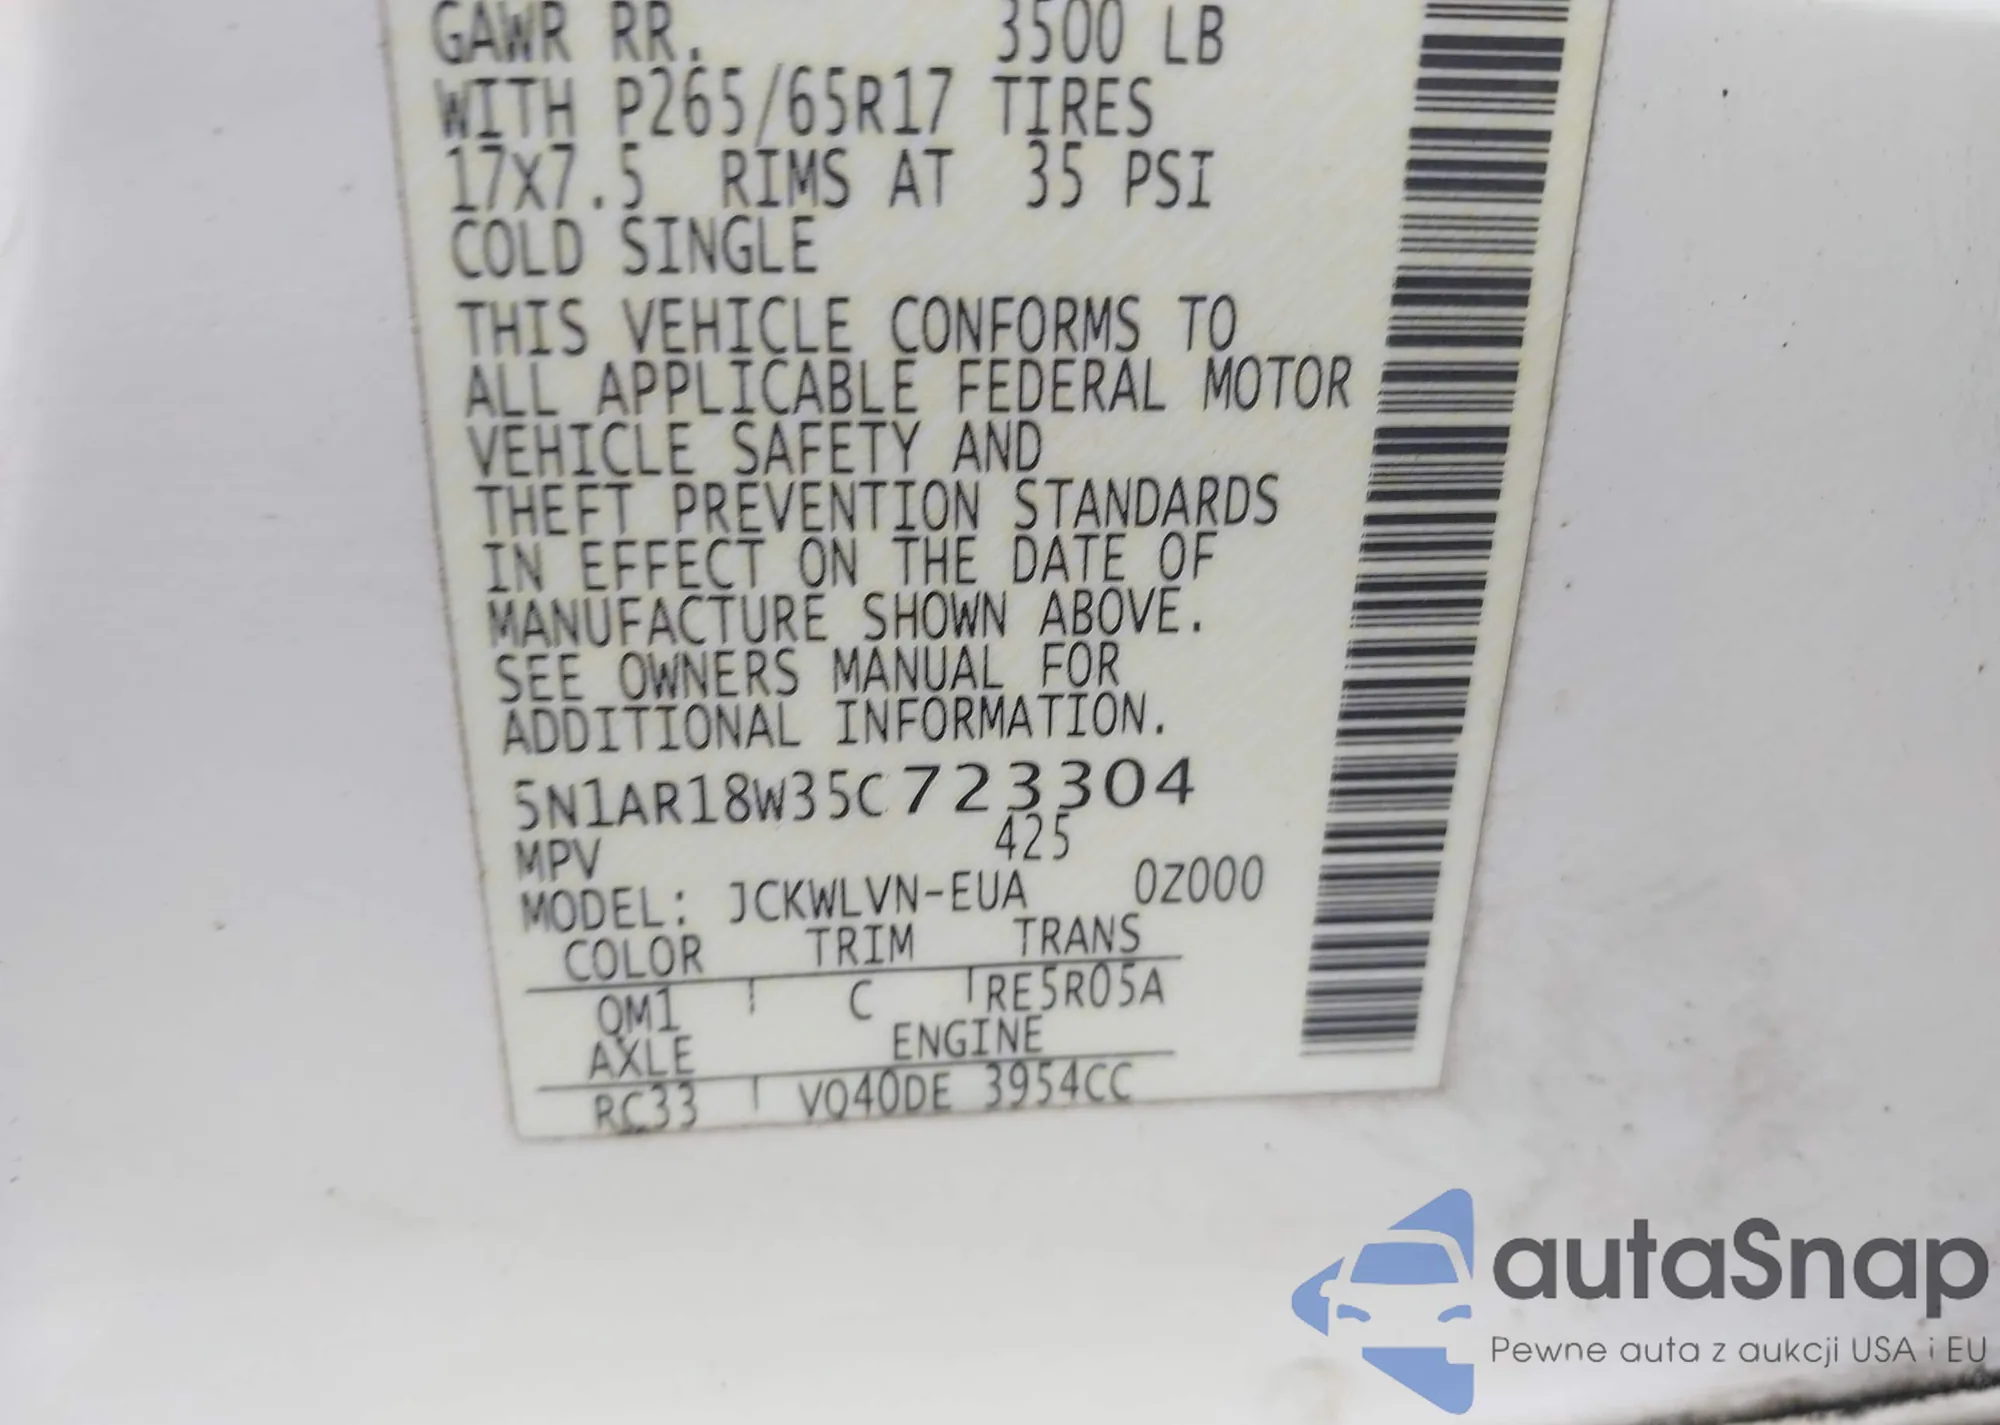 GAWR RR. 3500 LB
WITH P265/65R17 TIRES
17X7.5 RIMS AT 35 PSI
COLD SINGLE
THIS VEHICLE CONFORMS TO
ALL APPLICABLE FEDERAL MOTOR
VEHICLE SAFETY AND
THEFT PREVENTION STANDARDS
IN EFFECT ON THE DATE OF
MANUFACTURE SHOWN ABOVE.
SEE OWNERS MANUAL FOR
ADDITIONAL INFORMATION.
5N1AR18W35C723304
MPV 425
MODEL: JCKWLVN-EUA 0Z000
COLOR TRIM TRANS
QM1 C RE5R05A
AXLE ENGINE
RC33 VQ40DE 3954CC
autaSnap
Pewne auta z aukcji USA i EU